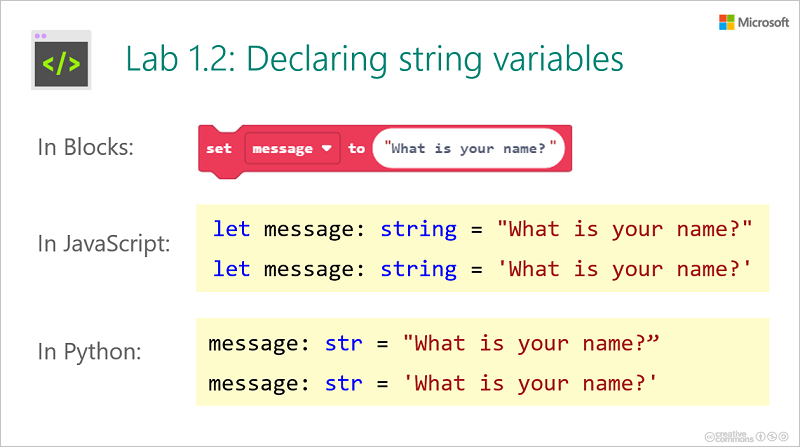 Microsoft
</>
Lab 1.2: Declaring string variables
In Blocks:
set message to "What is your name?"
In JavaScript:
let message: string = "What is your name?"
let message: string = 'What is your name?'
In Python:
message: str = "What is your name?”
message: str = 'What is your name?'
creative
commons